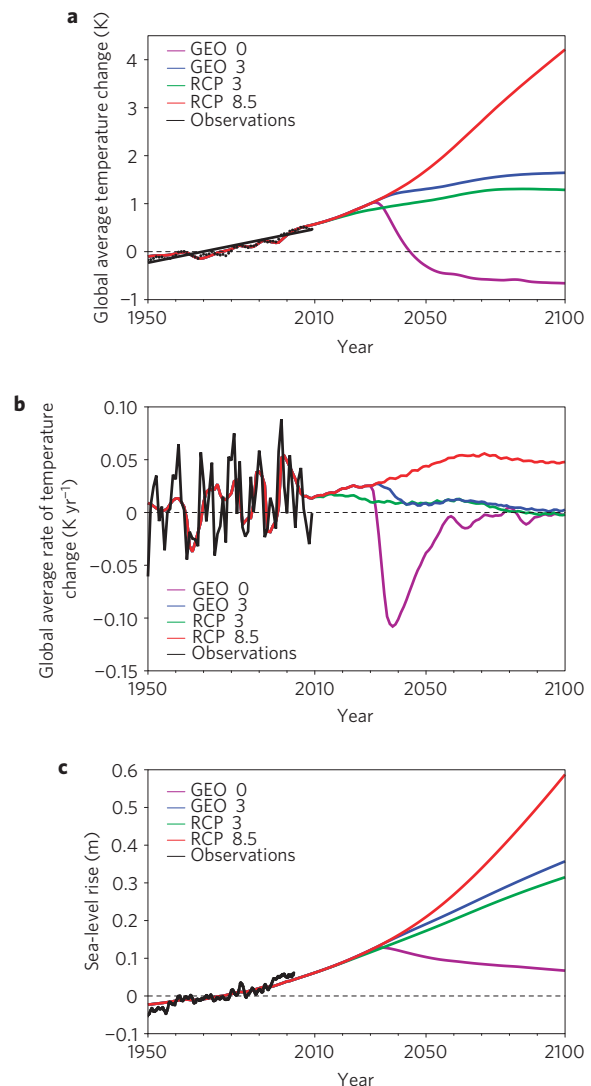 a
Global average temperature change (K)
4
3
2
1
0
−1
GEO 0
GEO 3
RCP 3
RCP 8.5
Observations
1950
2010
2050
2100
Year
b
Global average rate of temperature
change (K yr⁻¹)
0.10
0.05
0
−0.05
−0.10
−0.15
GEO 0
GEO 3
RCP 3
RCP 8.5
Observations
1950
2010
2050
2100
Year
c
Sea-level rise (m)
0.6
0.5
0.4
0.3
0.2
0.1
0
−0.1
GEO 0
GEO 3
RCP 3
RCP 8.5
Observations
1950
2010
2050
2100
Year